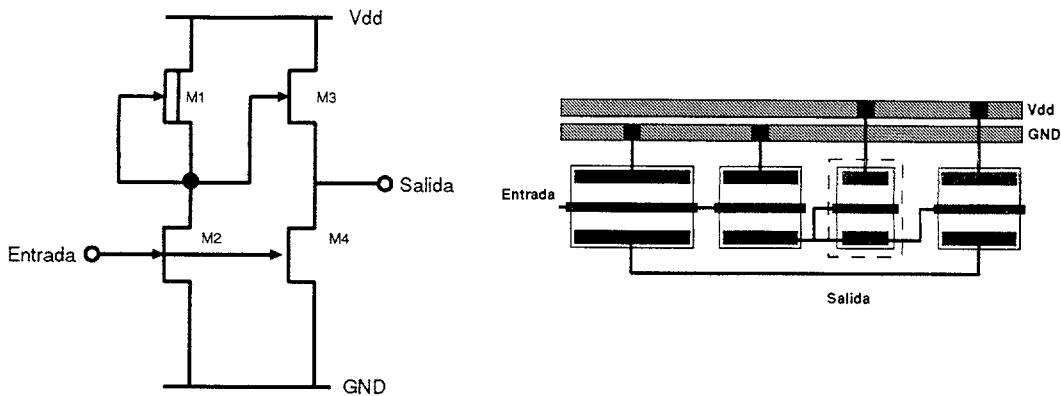 Vdd
M1
M3
Salida
M2
M4
Entrada
GND
Vdd
GND
Entrada
Salida